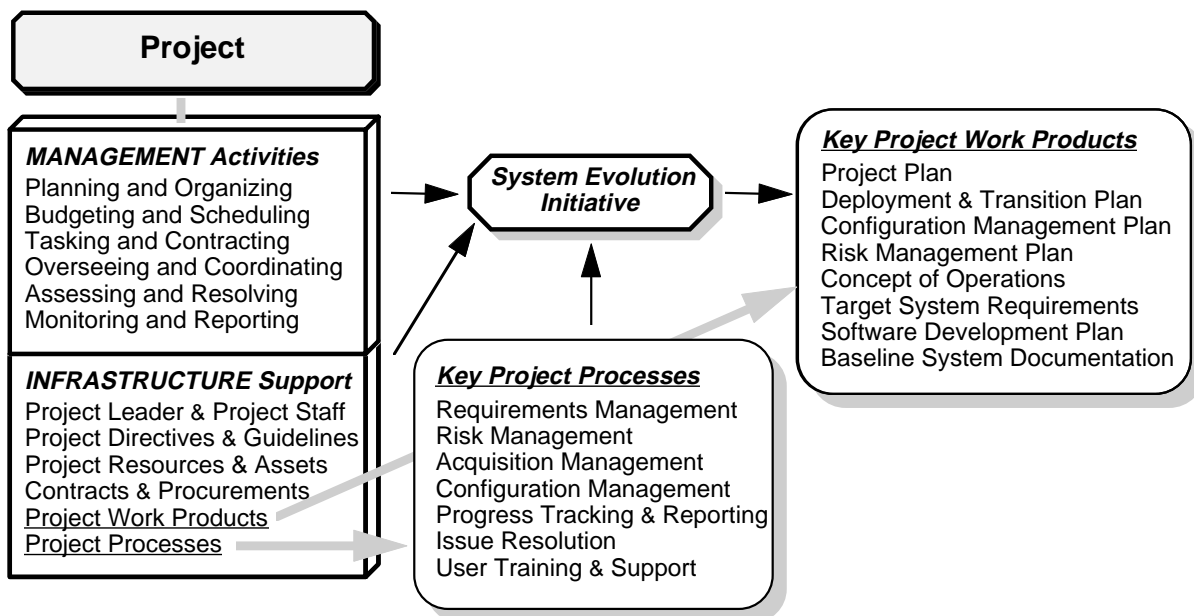 Project
MANAGEMENT Activities
Planning and Organizing
Budgeting and Scheduling
Tasking and Contracting
Overseeing and Coordinating
Assessing and Resolving
Monitoring and Reporting
INFRASTRUCTURE Support
Project Leader & Project Staff
Project Directives & Guidelines
Project Resources & Assets
Contracts & Procurements
Project Work Products
Project Processes
System Evolution
Initiative
Key Project Processes
Requirements Management
Risk Management
Acquisition Management
Configuration Management
Progress Tracking & Reporting
Issue Resolution
User Training & Support
Key Project Work Products
Project Plan
Deployment & Transition Plan
Configuration Management Plan
Risk Management Plan
Concept of Operations
Target System Requirements
Software Development Plan
Baseline System Documentation